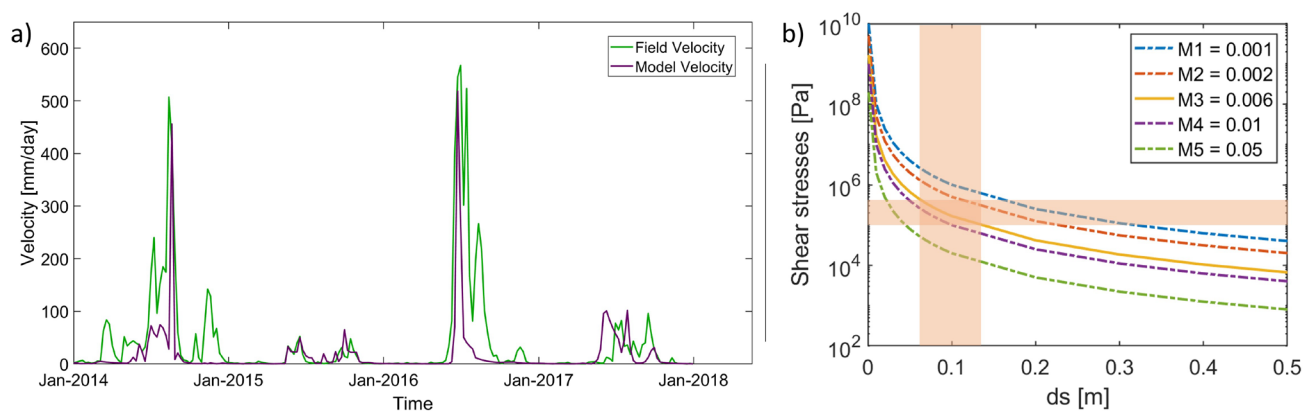 a)
Velocity [mm/day]
600
500
400
300
200
100
0
Field Velocity
Model Velocity
Jan-2014
Jan-2015
Jan-2016
Jan-2017
Jan-2018
Time
b)
Shear stresses [Pa]
10^10
10^8
10^6
10^4
10^2
M1 = 0.001
M2 = 0.002
M3 = 0.006
M4 = 0.01
M5 = 0.05
0
0.1
0.2
0.3
0.4
0.5
ds [m]